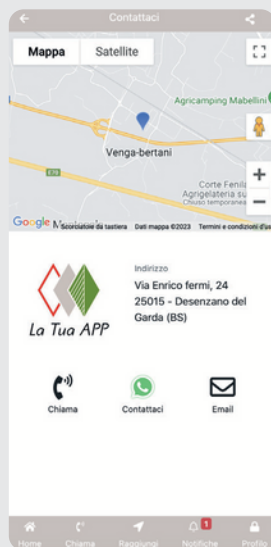 Contattaci
Mappa
Satellite
Agricamping Mabellini
Venga-bertani
E70
Corte Fenila
Agrigelateria su
Chiuso temporanea
Google
Scorciatoie da tastiera
Dati mappa ©2023
Termini e condizioni d'us
La Tua APP
Indirizzo
Via Enrico fermi, 24
25015 - Desenzano del
Garda (BS)
Chiama
Contattaci
Email
1
Home
Chiama
Raggiungi
Notifiche
Profilo